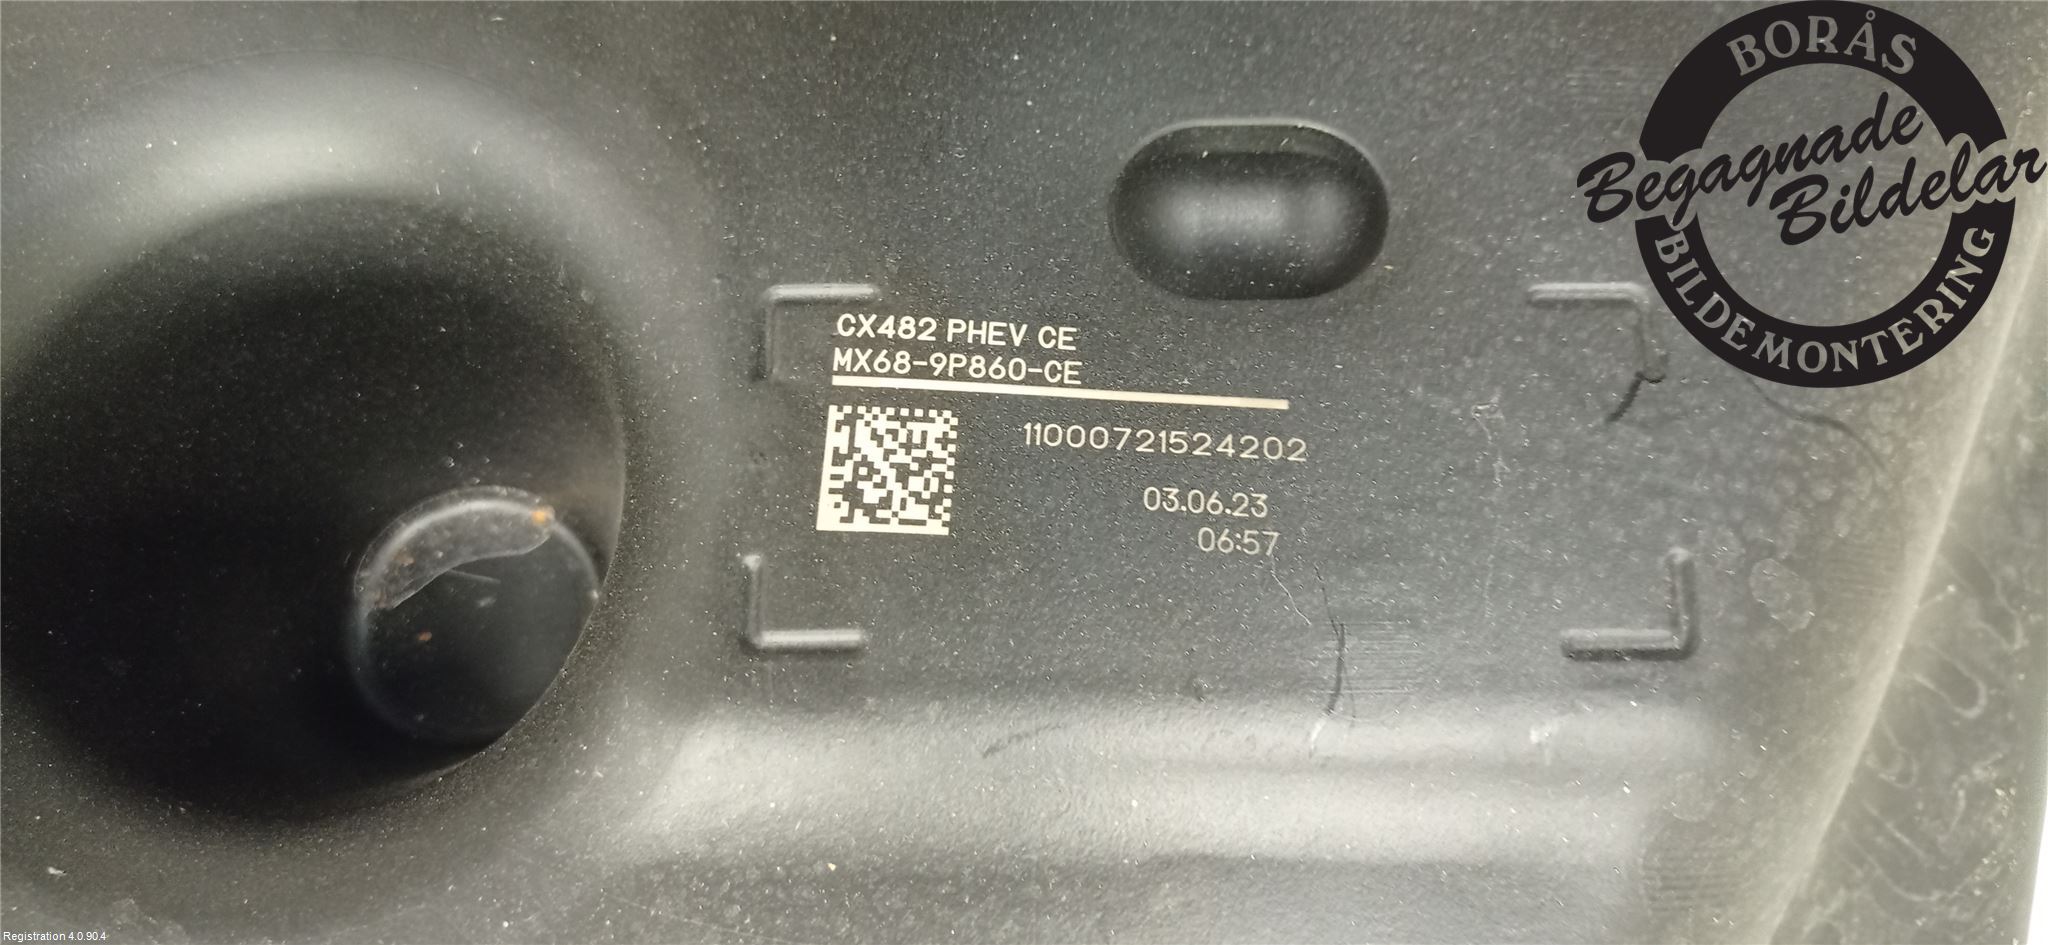 BORÅS
Begagnade
Bildelar
BILDEMONTERING
CX482 PHEV CE
MX68-9P860-CE
11000721524202
03.06.23
06:57
Registration 4.0.90.4